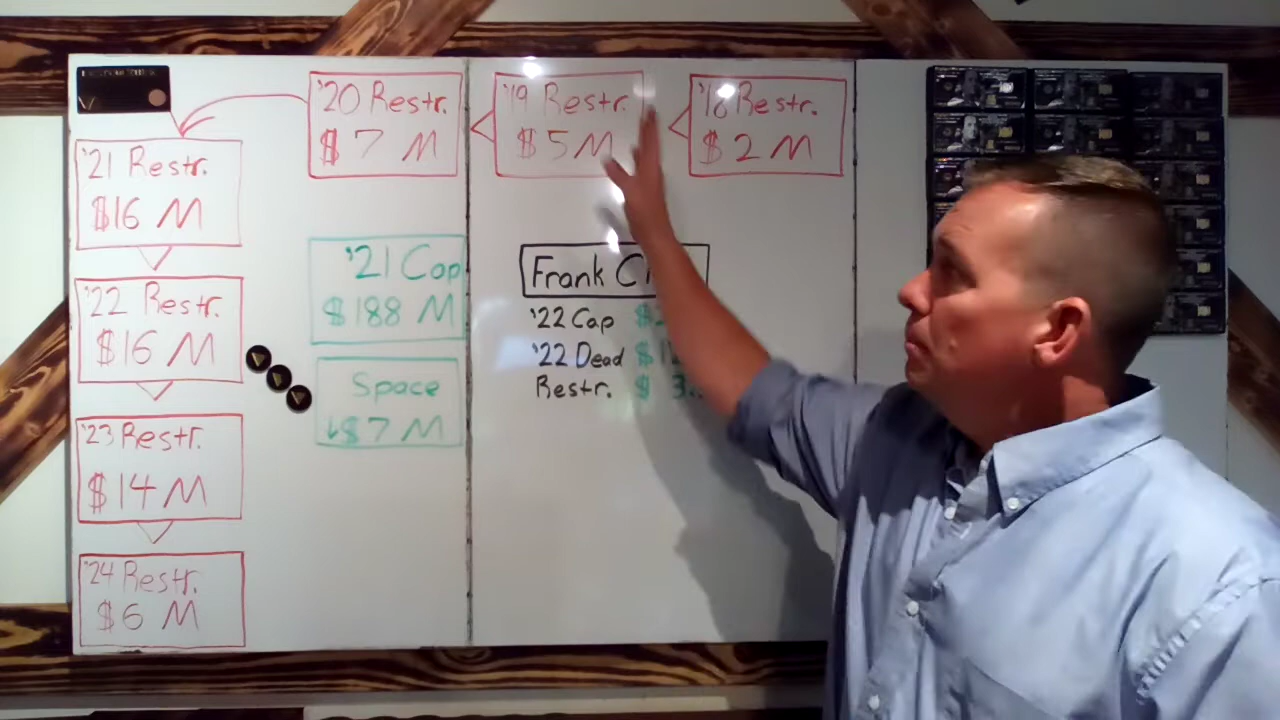 '18 Restr.
$2 M
'19 Restr.
$5 M
'20 Restr.
$7 M
'21 Restr.
$16 M
'22 Restr.
$16 M
'23 Restr.
$14 M
'24 Restr.
$6 M
'21 Cap
$188 M
Space
$7 M
Frank
'22 Cap $
'22 Dead $
Restr. $ 3.